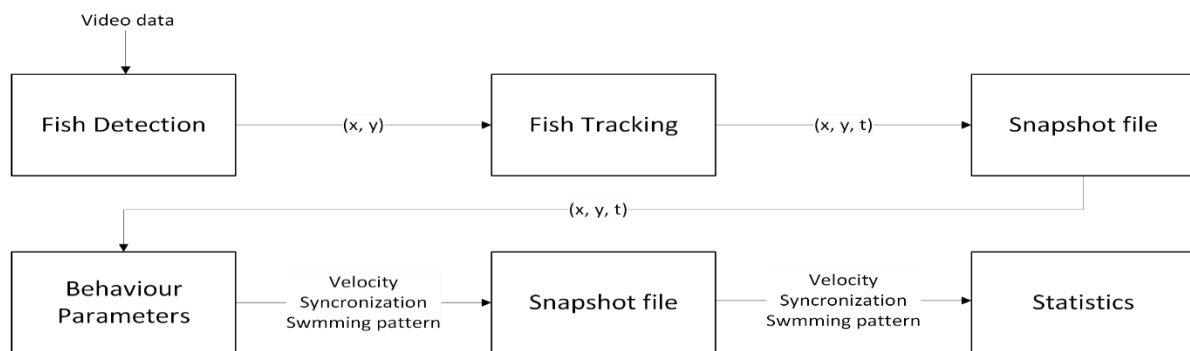 Video data
Fish Detection
(x, y)
Fish Tracking
(x, y, t)
Snapshot file
(x, y, t)
Behaviour
Parameters
Velocity
Syncronization
Swmming pattern
Snapshot file
Velocity
Syncronization
Swmming pattern
Statistics